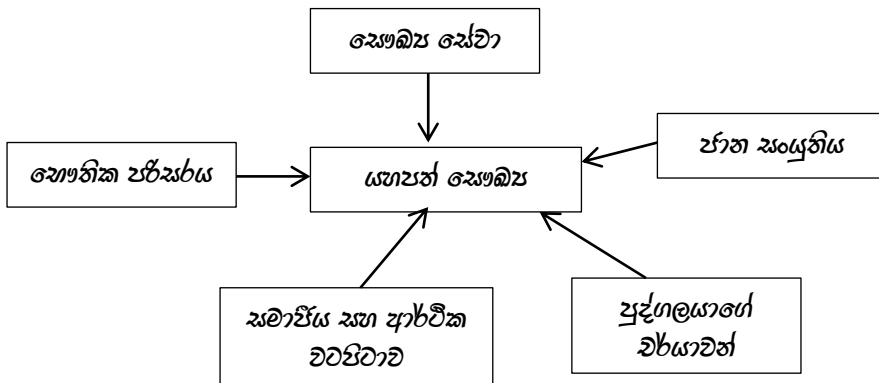 සෞඛ්‍ය සේවා
ජාන සංයුතිය
භෞතික පරිසරය
යහපත් සෞඛ්‍ය
සමාජීය සහ ආර්ථික
වටපිටාව
පුද්ගලයාගේ
චර්යාවන්